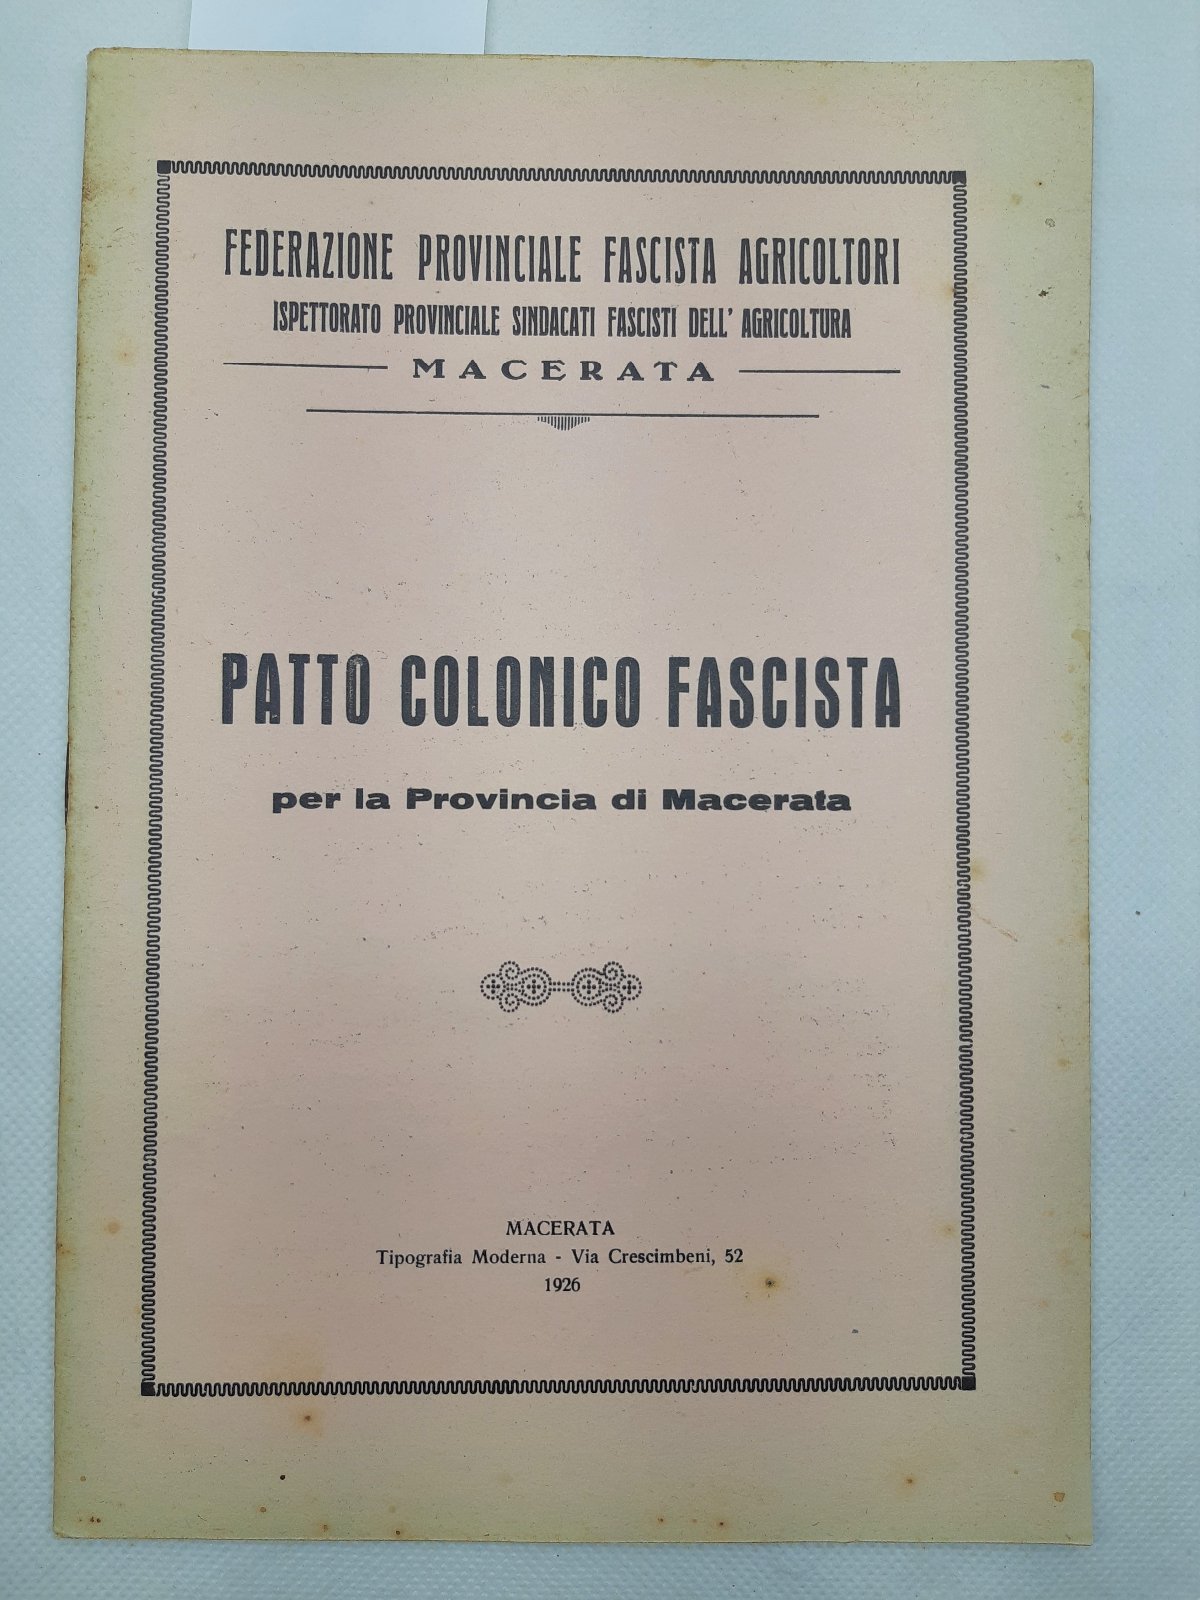 FEDERAZIONE PROVINCIALE FASCISTA AGRICOLTORI
ISPETTORATO PROVINCIALE SINDACATI FASCISTI DELL' AGRICOLTURA
MACERATA
PATTO COLONICO FASCISTA
per la Provincia di Macerata
MACERATA
Tipografia Moderna - Via Crescimbeni, 52
1926